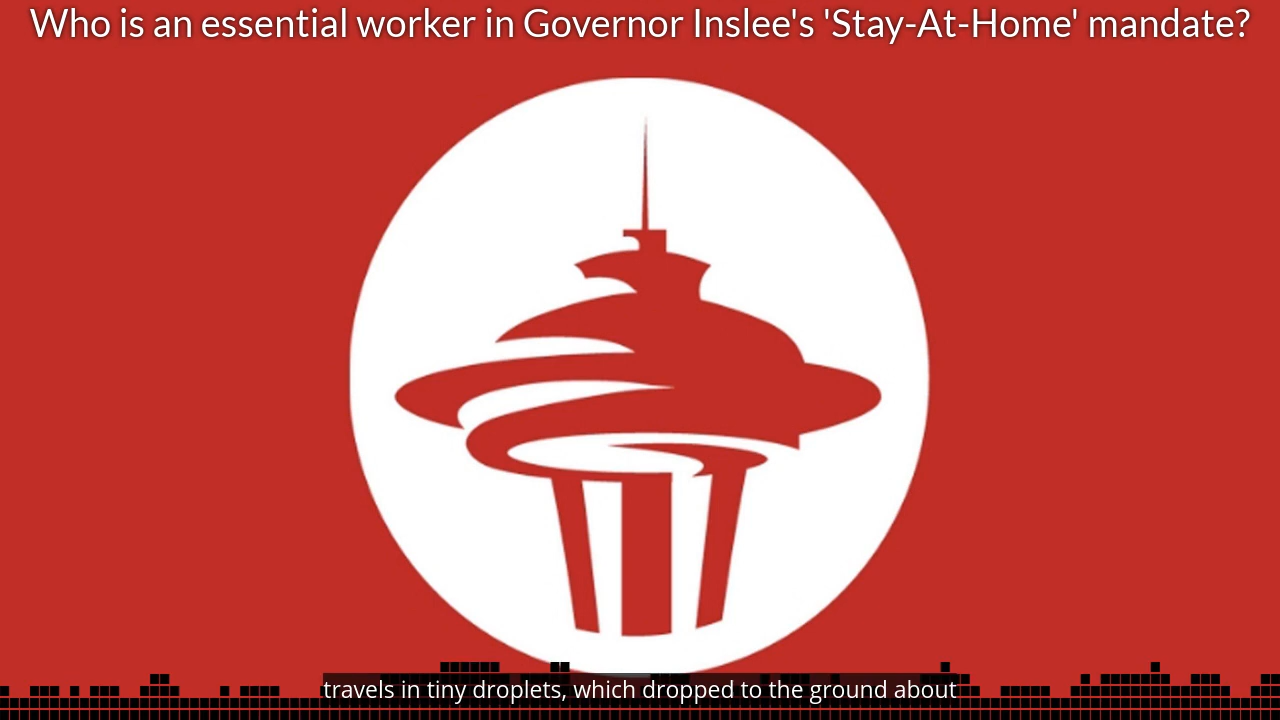 Who is an essential worker in Governor Inslee's 'Stay-At-Home' mandate?
travels in tiny droplets, which dropped to the ground about